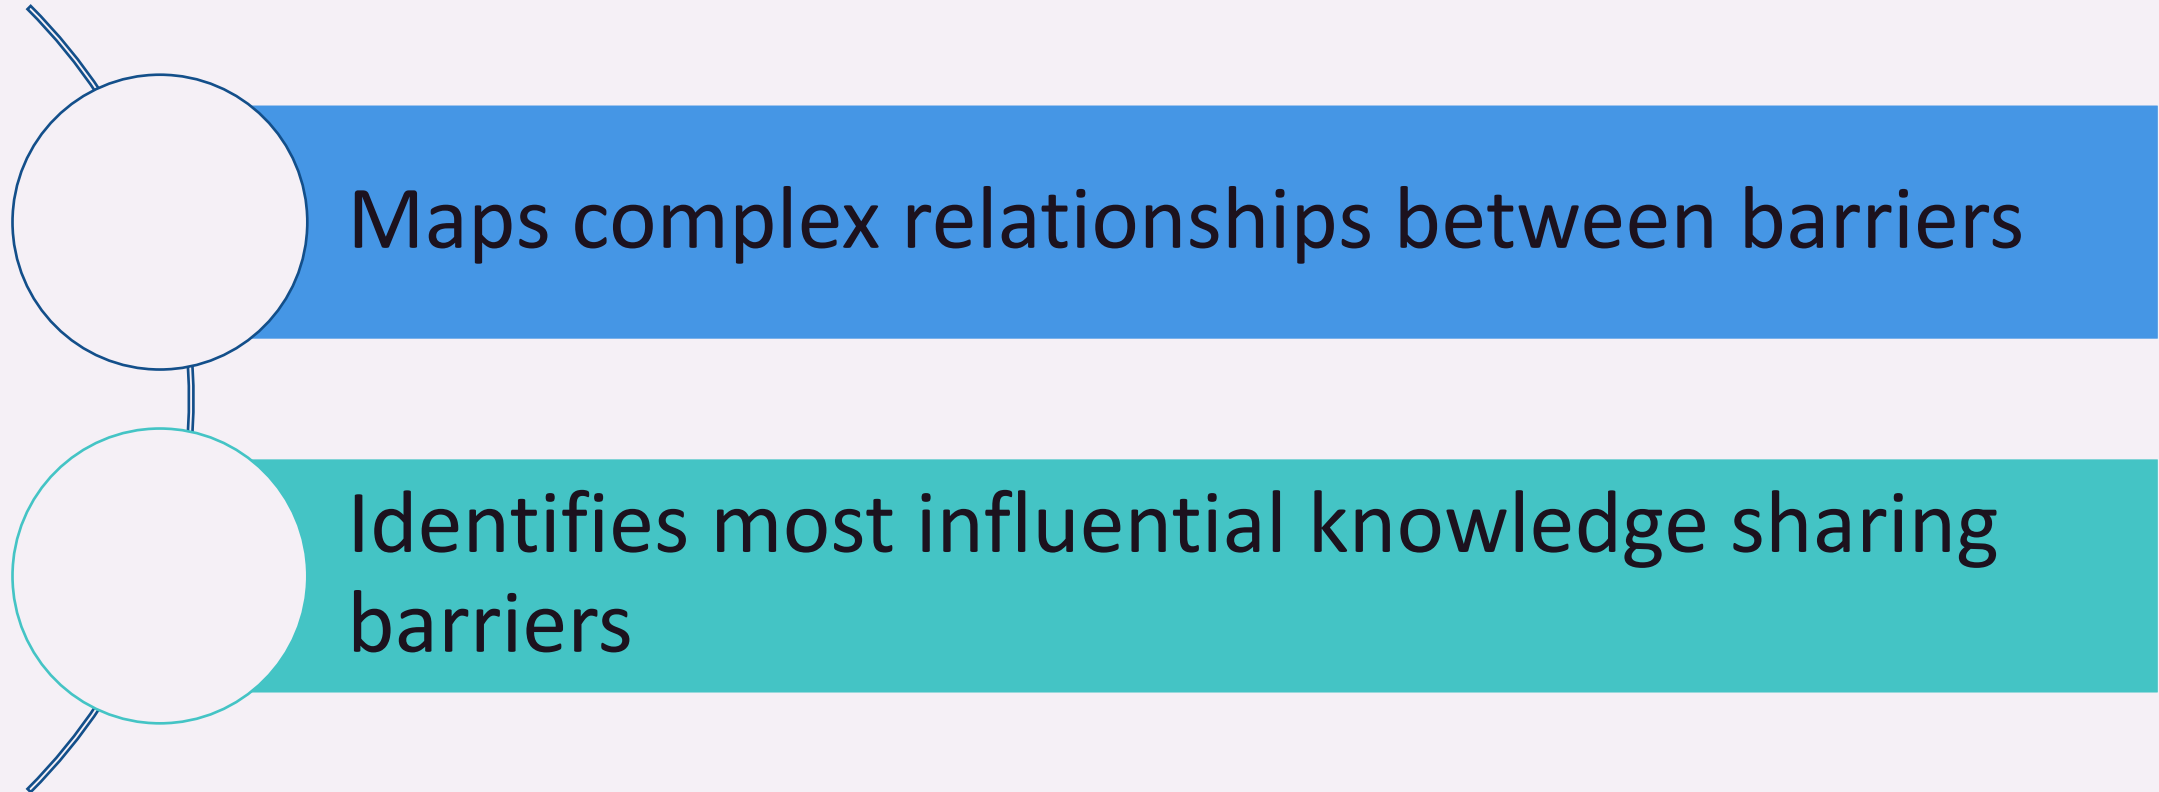 Maps complex relationships between barriers
Identifies most influential knowledge sharing
barriers